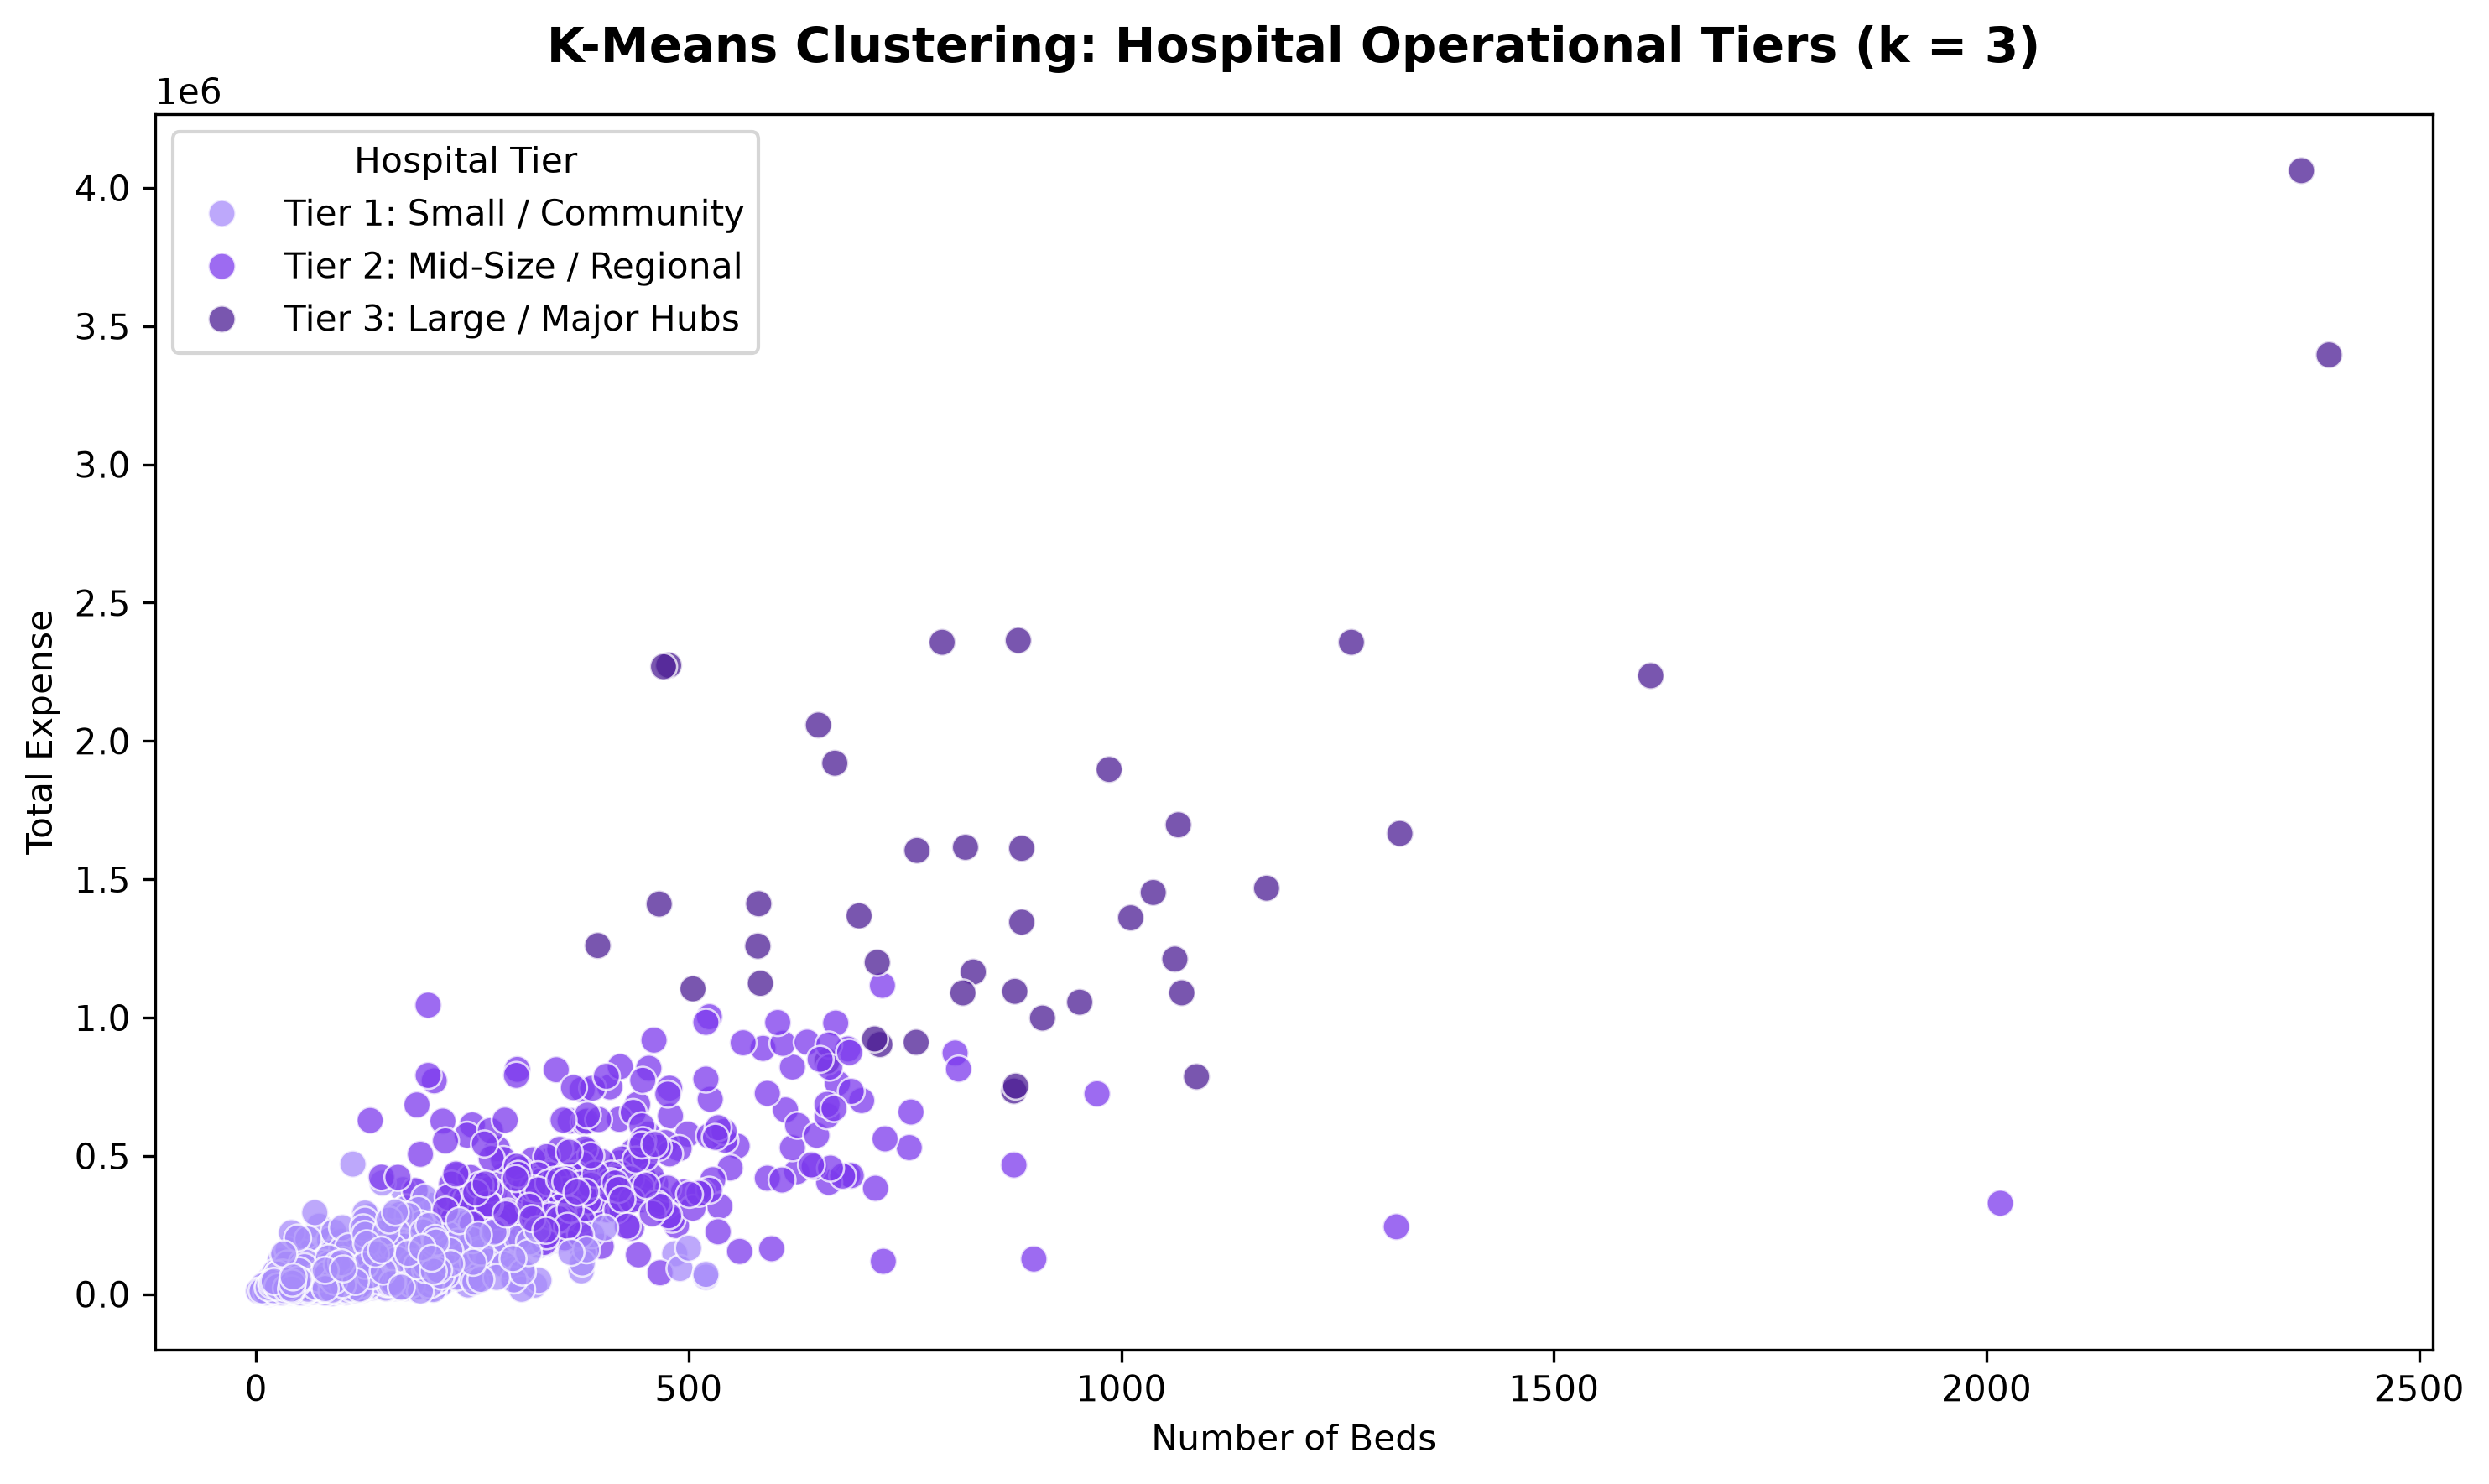 K-Means Clustering: Hospital Operational Tiers (k = 3)
1e6
Hospital Tier
Tier 1: Small / Community
Tier 2: Mid-Size / Regional
Tier 3: Large / Major Hubs
4.0
3.5
3.0
2.5
2.0
1.5
1.0
0.5
0.0
Total Expense
0
500
1000
1500
2000
2500
Number of Beds